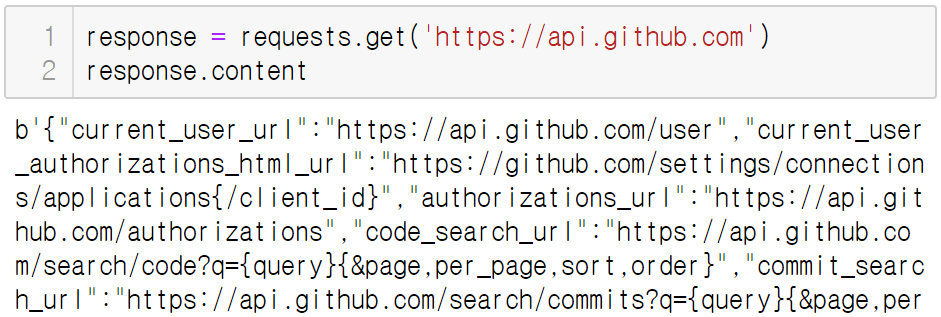 1 response = requests.get('https://api.github.com')
2 response.content
b'{"current_user_url":"https://api.github.com/user","current_user
_authorizations_html_url":"https://github.com/settings/connection
s/applications{/client_id}","authorizations_url":"https://api.git
hub.com/authorizations","code_search_url":"https://api.github.co
m/search/code?q={query}{&page,per_page,sort,order}","commit_searc
h_url":"https://api.github.com/search/commits?q={query}{&page,per